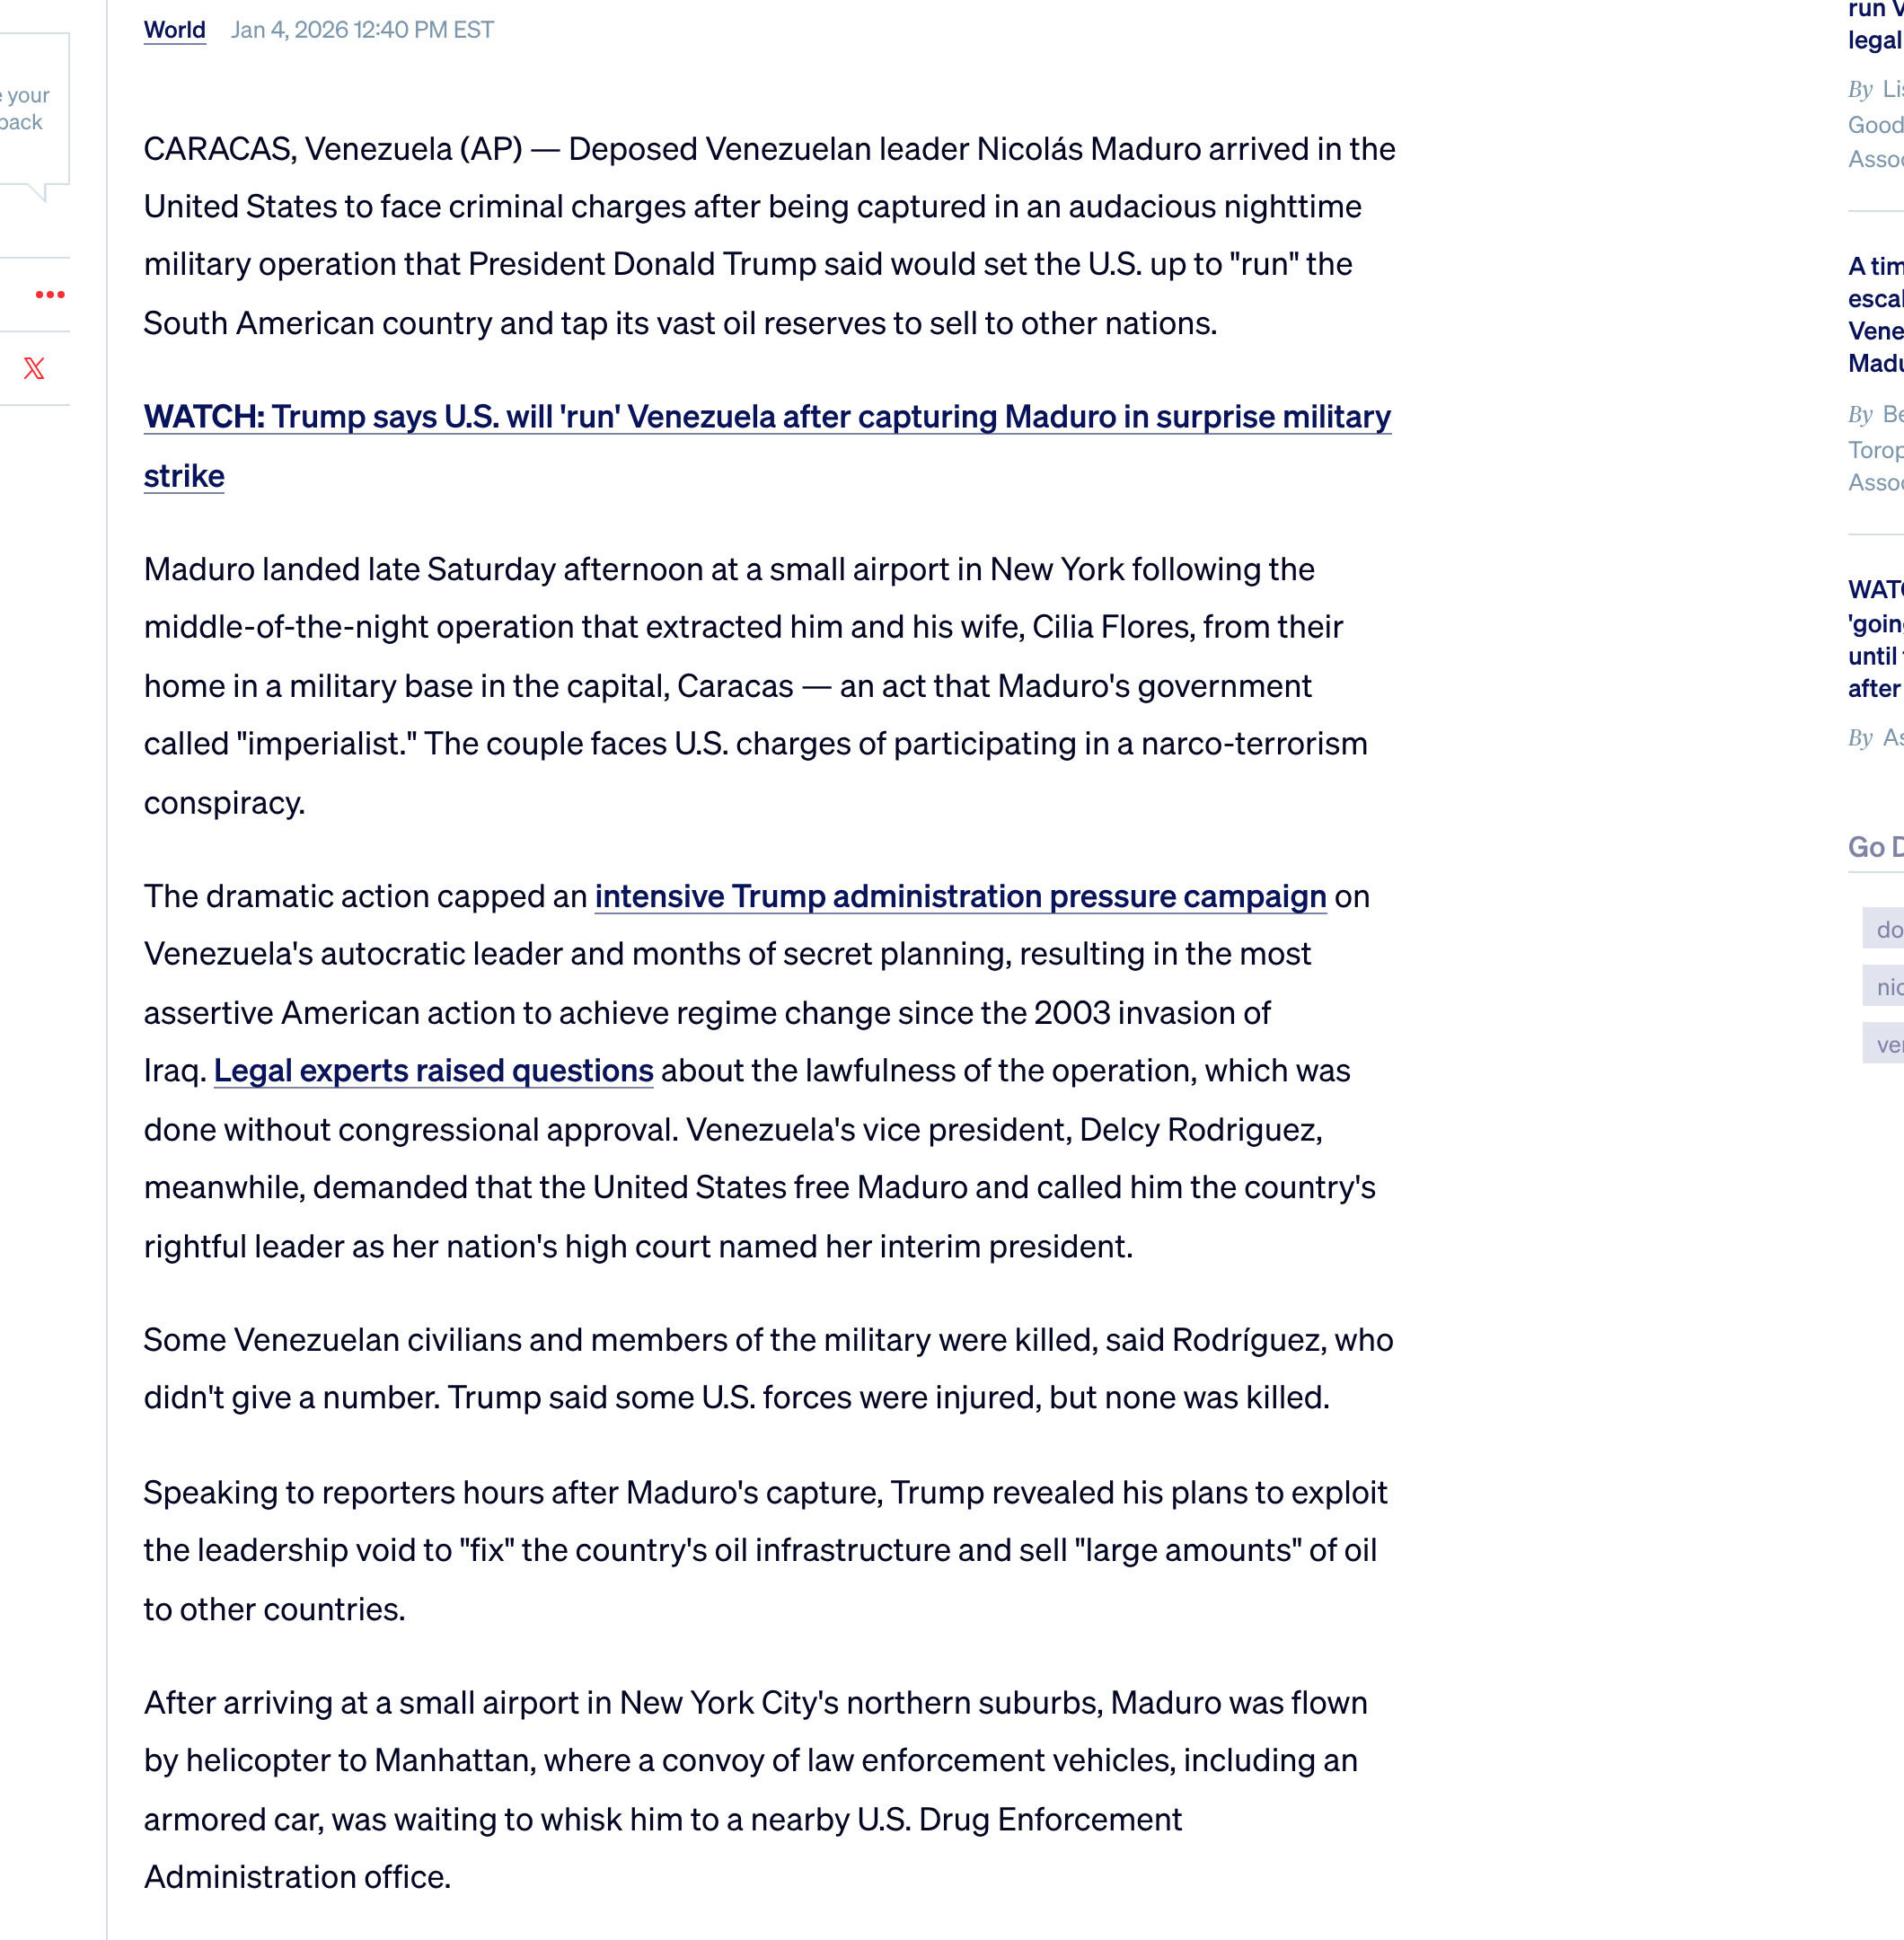 World Jan 4, 2026 12:40 PM EST
your
back
CARACAS, Venezuela (AP) — Deposed Venezuelan leader Nicolás Maduro arrived in the
United States to face criminal charges after being captured in an audacious nighttime
military operation that President Donald Trump said would set the U.S. up to "run" the
South American country and tap its vast oil reserves to sell to other nations.
WATCH: Trump says U.S. will 'run' Venezuela after capturing Maduro in surprise military
strike
Maduro landed late Saturday afternoon at a small airport in New York following the
middle-of-the-night operation that extracted him and his wife, Cilia Flores, from their
home in a military base in the capital, Caracas — an act that Maduro's government
called "imperialist." The couple faces U.S. charges of participating in a narco-terrorism
conspiracy.
The dramatic action capped an intensive Trump administration pressure campaign on
Venezuela's autocratic leader and months of secret planning, resulting in the most
assertive American action to achieve regime change since the 2003 invasion of
Iraq. Legal experts raised questions about the lawfulness of the operation, which was
done without congressional approval. Venezuela's vice president, Delcy Rodriguez,
meanwhile, demanded that the United States free Maduro and called him the country's
rightful leader as her nation's high court named her interim president.
Some Venezuelan civilians and members of the military were killed, said Rodríguez, who
didn't give a number. Trump said some U.S. forces were injured, but none was killed.
Speaking to reporters hours after Maduro's capture, Trump revealed his plans to exploit
the leadership void to "fix" the country's oil infrastructure and sell "large amounts" of oil
to other countries.
After arriving at a small airport in New York City's northern suburbs, Maduro was flown
by helicopter to Manhattan, where a convoy of law enforcement vehicles, including an
armored car, was waiting to whisk him to a nearby U.S. Drug Enforcement
Administration office.
run
legal
By
A
By
until
after
By
Go